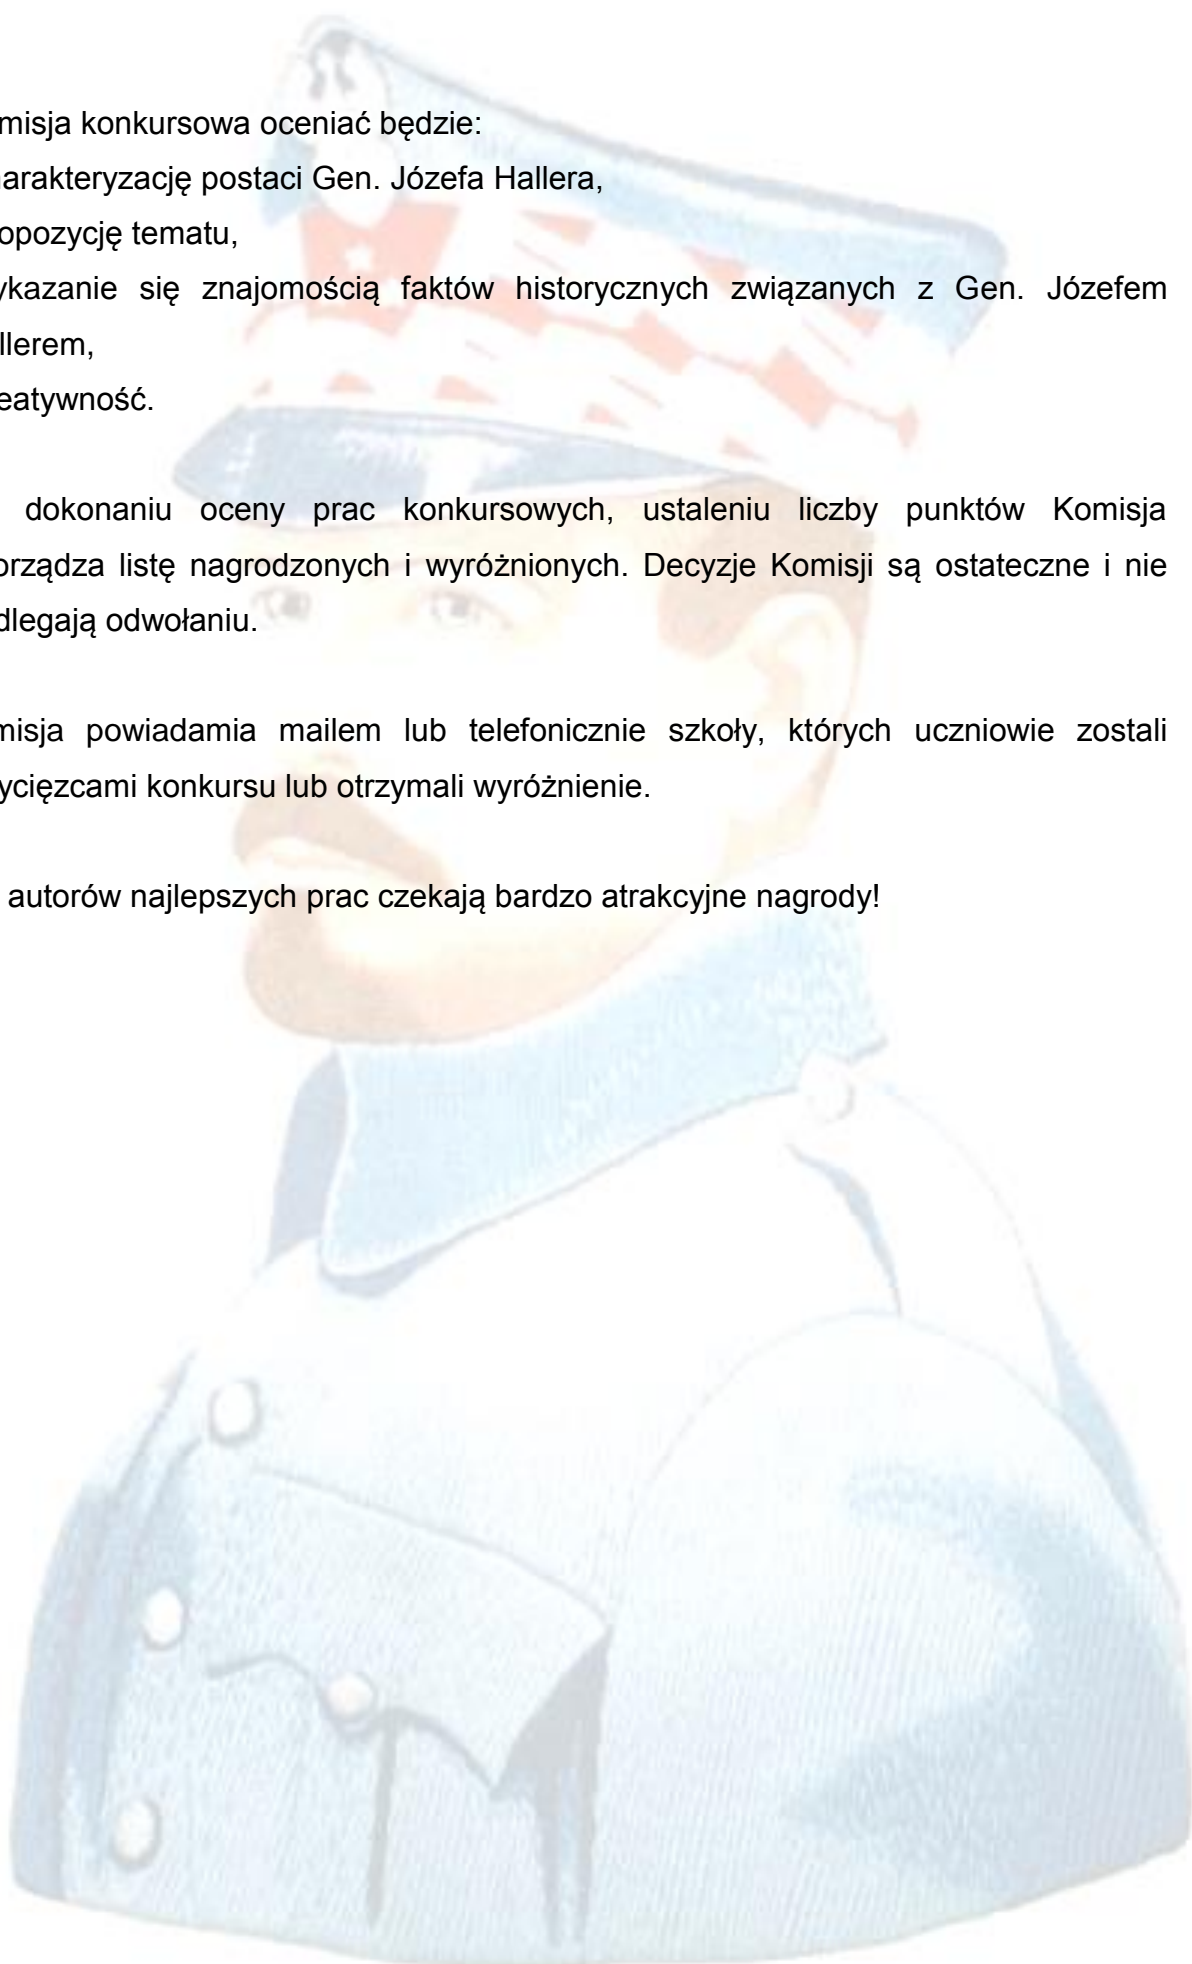 misja konkursowa oceniać będzie:
arakteryzację postaci Gen. Józefa Hallera,
opozycję tematu,
ykazanie się znajomością faktów historycznych związanych z Gen. Józefem
llerem,
eatywność.
dokonaniu oceny prac konkursowych, ustaleniu liczby punktów Komisja
orządza listę nagrodzonych i wyróżnionych. Decyzje Komisji są ostateczne i nie
dlegają odwołaniu.
misja powiadamia mailem lub telefonicznie szkoły, których uczniowie zostali
ycięzcami konkursu lub otrzymali wyróżnienie.
autorów najlepszych prac czekają bardzo atrakcyjne nagrody!